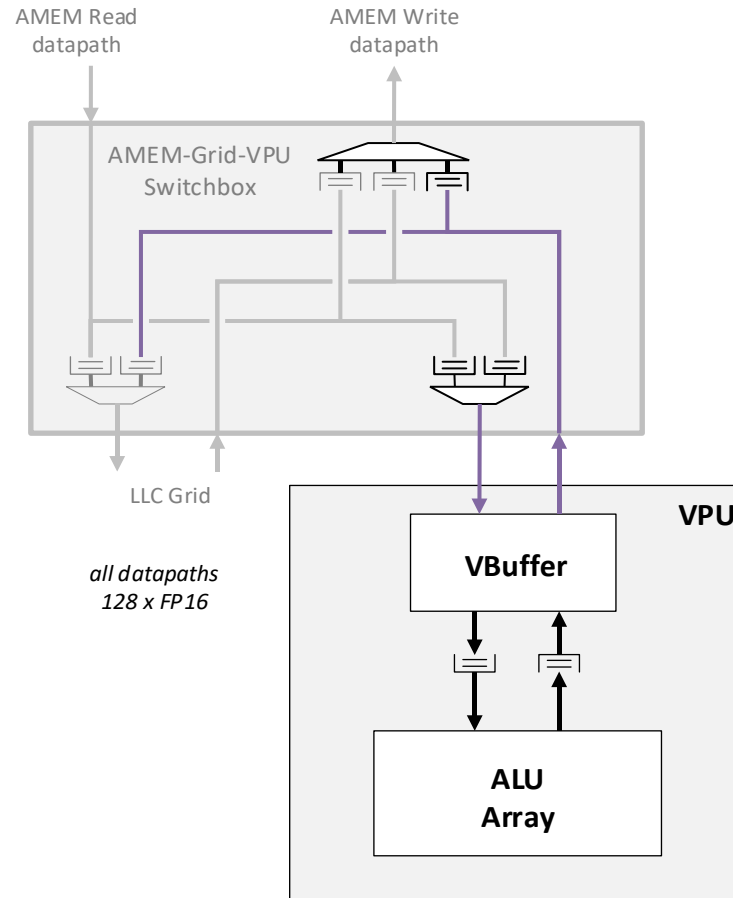 AMEM Read
datapath
AMEM Write
datapath
AMEM-Grid-VPU
Switchbox
LLC Grid
all datapaths
128 x FP16
VPU
VBuffer
ALU
Array